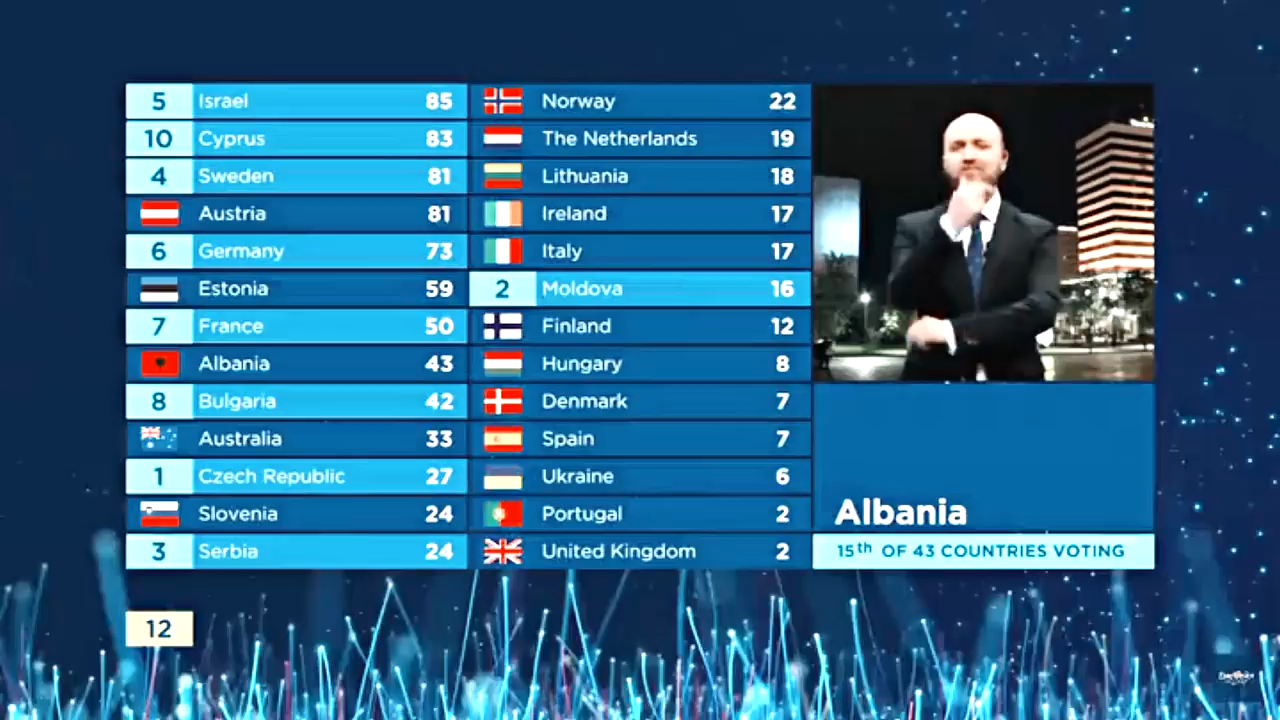 5 Israel 85
10 Cyprus 83
4 Sweden 81
Austria 81
6 Germany 73
Estonia 59
7 France 50
Albania 43
8 Bulgaria 42
Australia 33
1 Czech Republic 27
Slovenia 24
3 Serbia 24
12
Norway 22
The Netherlands 19
Lithuania 18
Ireland 17
Italy 17
2 Moldova 16
Finland 12
Hungary 8
Denmark 7
Spain 7
Ukraine 6
Portugal 2
United Kingdom 2
Albania
15th OF 43 COUNTRIES VOTING